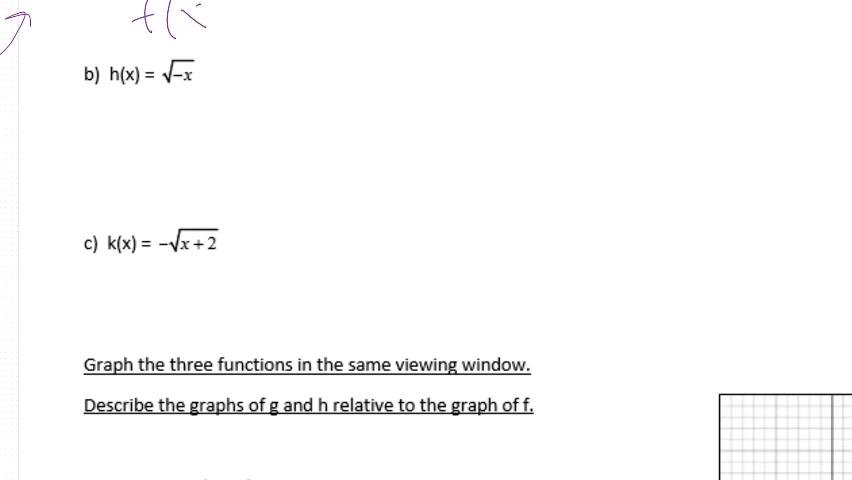 f(x
b) h(x) = √-x
c) k(x) = -√x+2
Graph the three functions in the same viewing window.
Describe the graphs of g and h relative to the graph of f.